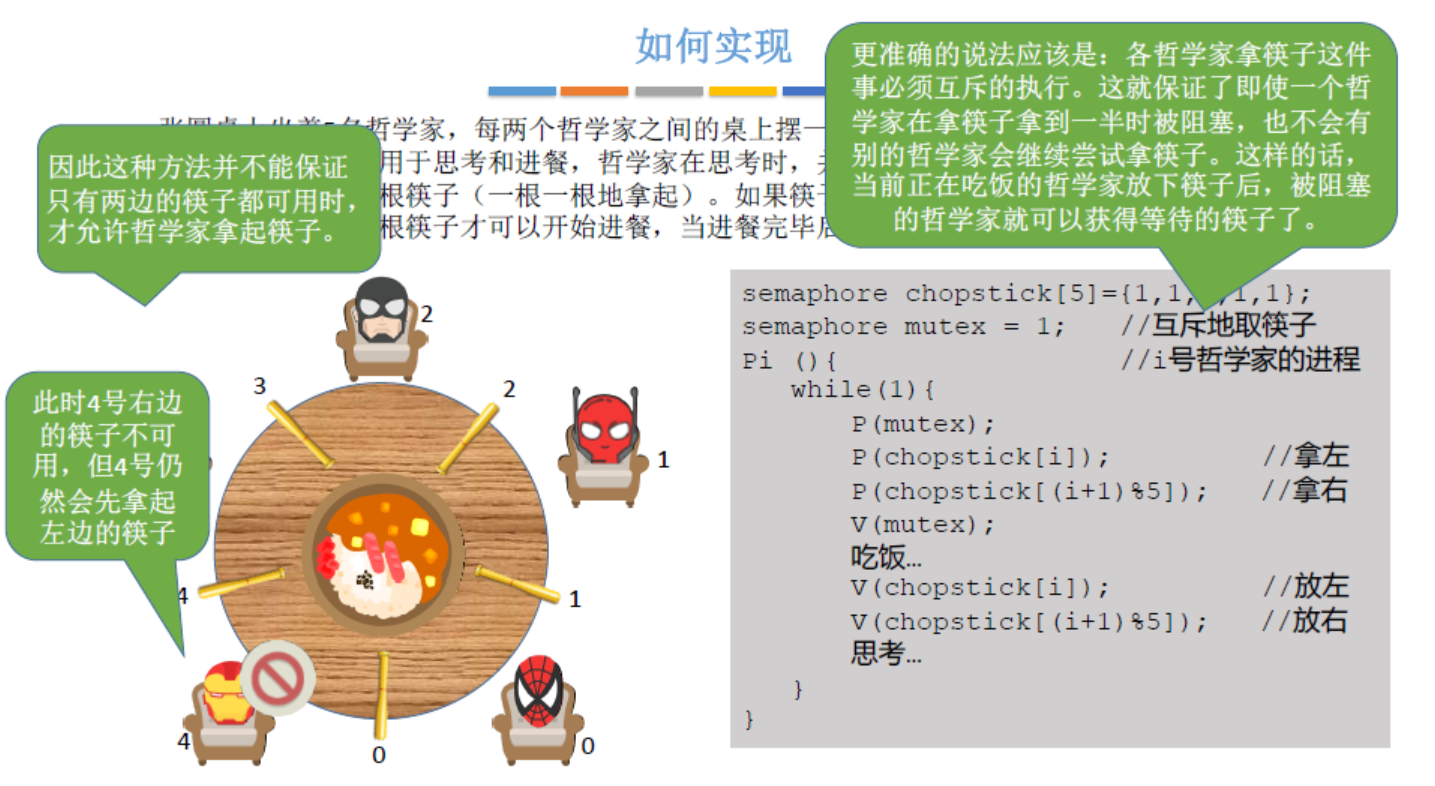 如何实现
更准确的说法应该是：各哲学家拿筷子这件
事必须互斥的执行。这就保证了即使一个哲
学家在拿筷子拿到一半时被阻塞，也不会有
别的哲学家会继续尝试拿筷子。这样的话，
当前正在吃饭的哲学家放下筷子后，被阻塞
的哲学家就可以获得等待的筷子了。
哲学家，每两个哲学家之间的桌上摆一
用于思考和进餐，哲学家在思考时，
根筷子（一根一根地拿起）。如果筷子
根筷子才可以开始进餐，当进餐完毕后
因此这种方法并不能保证
只有两边的筷子都可用时，
才允许哲学家拿起筷子。
此时4号右边
的筷子不可
用，但4号仍
然会先拿起
左边的筷子
2
3
2
1
4
1
4
0
0
semaphore chopstick[5]={1,1, ,1,1};
semaphore mutex = 1; //互斥地取筷子
Pi (){ //i号哲学家的进程
while(1){
P(mutex);
P(chopstick[i]); //拿左
P(chopstick[(i+1)%5]); //拿右
V(mutex);
吃饭…
V(chopstick[i]); //放左
V(chopstick[(i+1)%5]); //放右
思考…
}
}